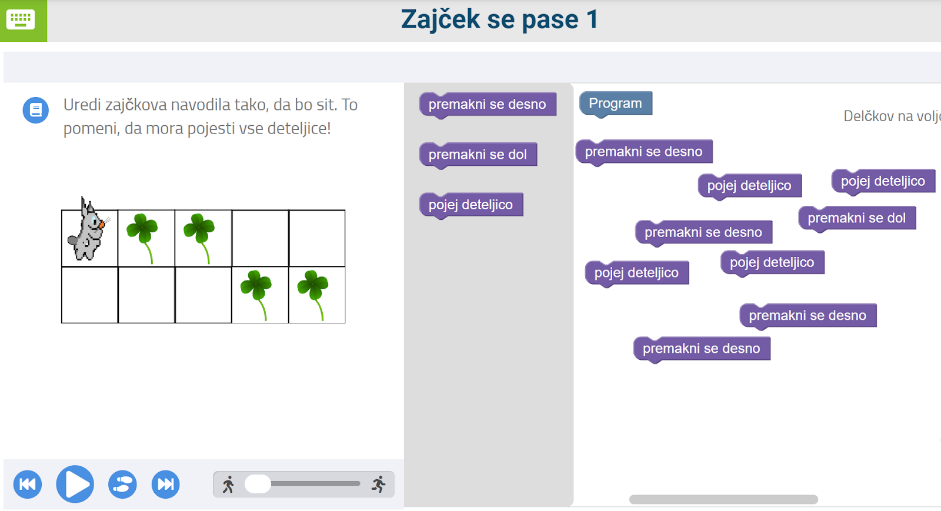 Zajček se pase 1
Uredi zajčkova navodila tako, da bo sit. To
pomeni, da mora pojesti vse deteljice!
premakni se desno
premakni se dol
pojej deteljico
Program
Delčkov na volj
premakni se desno
pojej deteljico
pojej deteljico
premakni se dol
premakni se desno
pojej deteljico
pojej deteljico
premakni se desno
premakni se desno